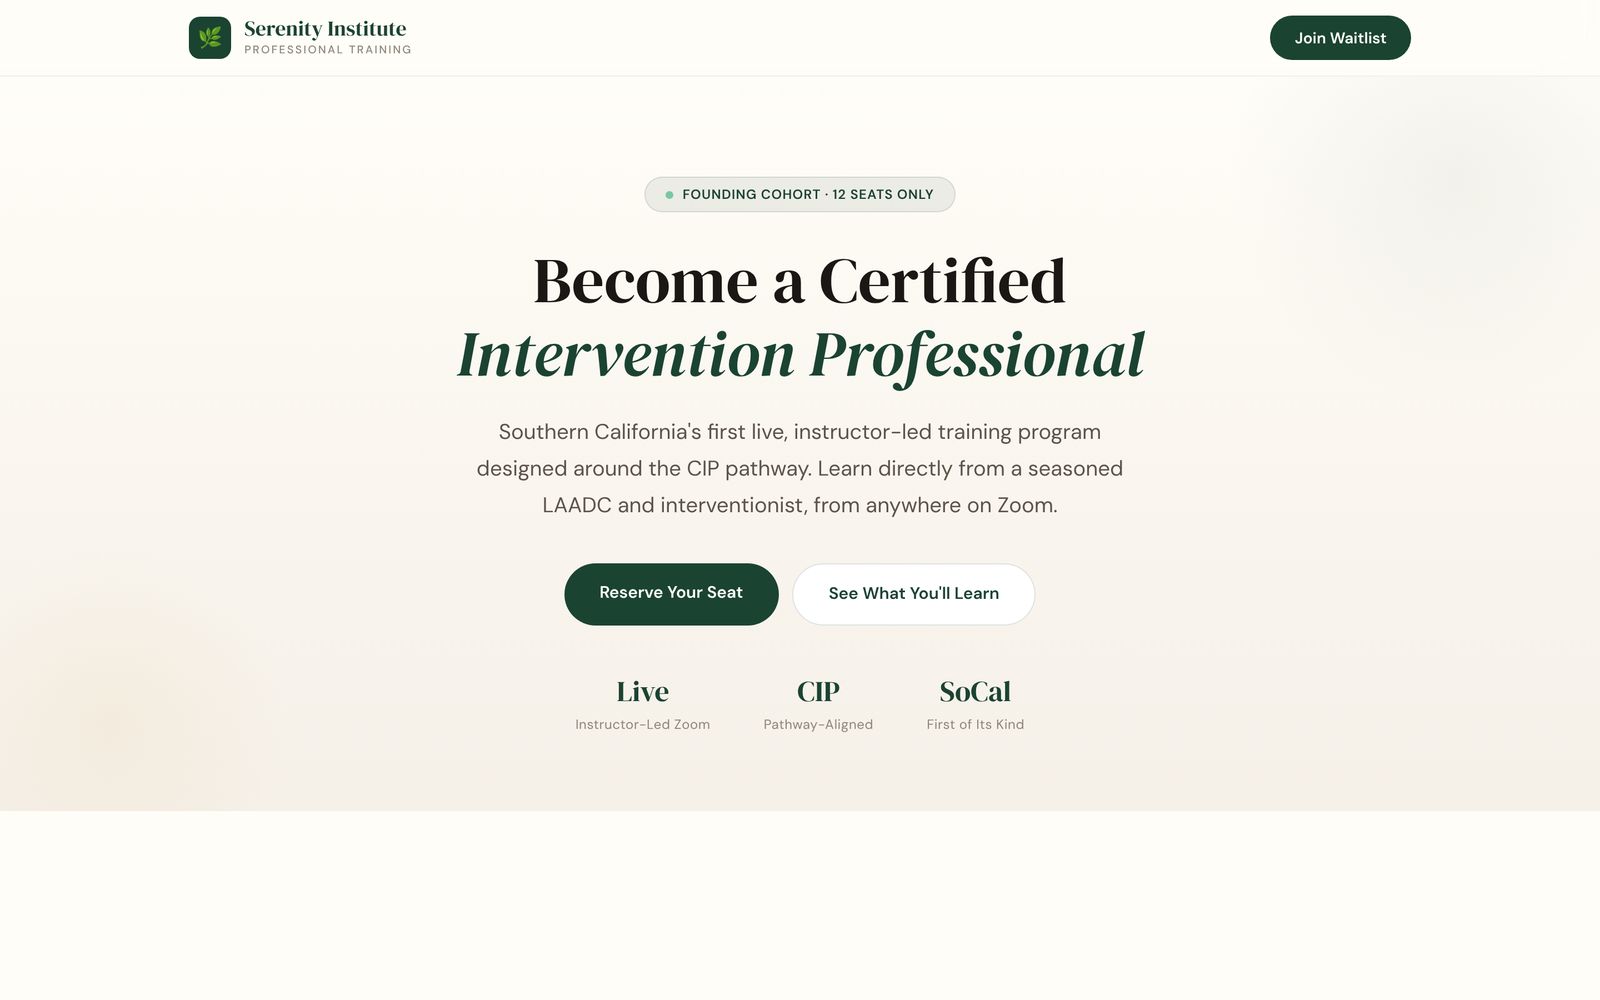 Serenity Institute
PROFESSIONAL TRAINING
Join Waitlist
FOUNDING COHORT · 12 SEATS ONLY
Become a Certified
Intervention Professional
Southern California's first live, instructor-led training program
designed around the CIP pathway. Learn directly from a seasoned
LAADC and interventionist, from anywhere on Zoom.
Reserve Your Seat
See What You'll Learn
Live
Instructor-Led Zoom
CIP
Pathway-Aligned
SoCal
First of Its Kind